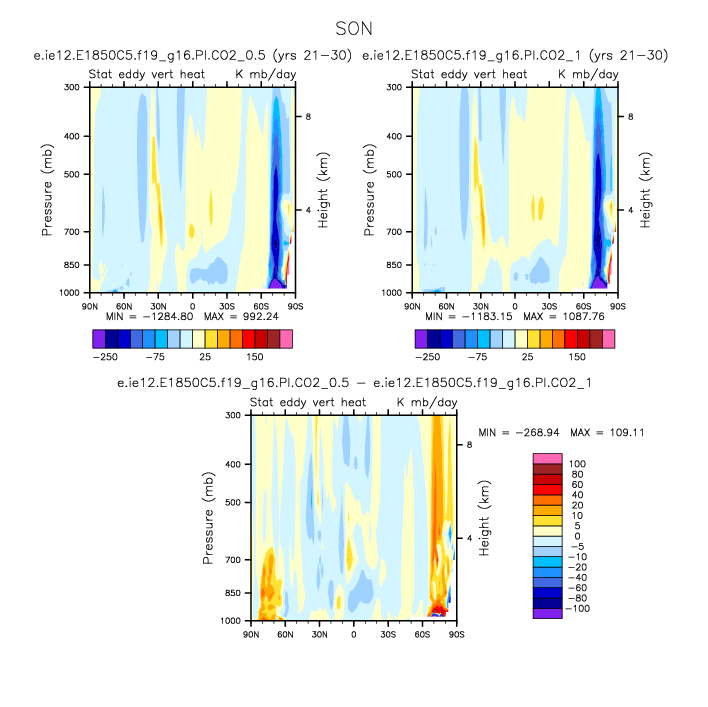 SON
e.ie12.E1850C5.f19_g16.PI.CO2_0.5 (yrs 21-30) e.ie12.E1850C5.f19_g16.PI.CO2_1 (yrs 21-30)
Stat eddy vert heat K mb/day Stat eddy vert heat K mb/day
300 300
400 8 400 8
500 500
Pressure (mb) Height (km) Pressure (mb) Height (km)
700 4 700 4
850 850
1000 1000
90N 60N 30N 0 30S 60S 90S 90N 60N 30N 0 30S 60S 90S
MIN = -1284.80 MAX = 992.24 MIN = -1183.15 MAX = 1087.76
-250 -75 25 150 -250 -75 25 150
e.ie12.E1850C5.f19_g16.PI.CO2_0.5 - e.ie12.E1850C5.f19_g16.PI.CO2_1
Stat eddy vert heat K mb/day
300
400
500
700
850
1000
Pressure (mb)
8
4
Height (km)
90N 60N 30N 0 30S 60S 90S
MIN = -268.94 MAX = 109.11
100
80
60
40
20
10
5
0
-5
-10
-20
-40
-60
-80
-100